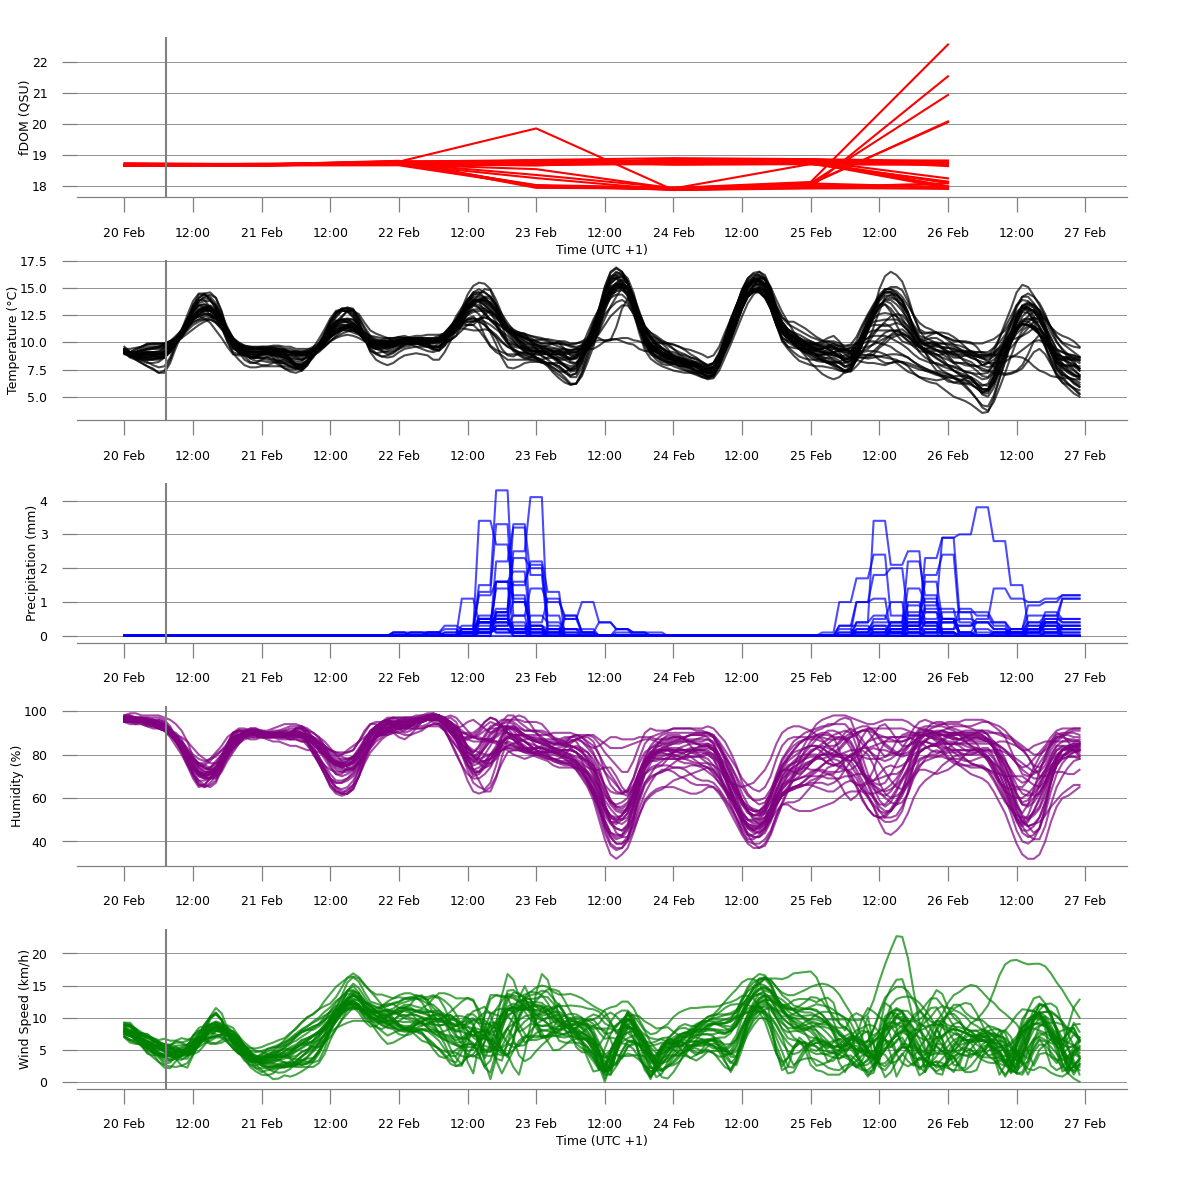 22
21
20
19
18
fDOM (QSU)
20 Feb 12:00 21 Feb 12:00 22 Feb 12:00 23 Feb 12:00 24 Feb 12:00 25 Feb 12:00 26 Feb 12:00 27 Feb
Time (UTC +1)
17.5
15.0
12.5
10.0
7.5
5.0
Temperature (°C)
20 Feb 12:00 21 Feb 12:00 22 Feb 12:00 23 Feb 12:00 24 Feb 12:00 25 Feb 12:00 26 Feb 12:00 27 Feb
4
3
2
1
0
Precipitation (mm)
20 Feb 12:00 21 Feb 12:00 22 Feb 12:00 23 Feb 12:00 24 Feb 12:00 25 Feb 12:00 26 Feb 12:00 27 Feb
100
80
60
40
Humidity (%)
20 Feb 12:00 21 Feb 12:00 22 Feb 12:00 23 Feb 12:00 24 Feb 12:00 25 Feb 12:00 26 Feb 12:00 27 Feb
20
15
10
5
0
Wind Speed (km/h)
20 Feb 12:00 21 Feb 12:00 22 Feb 12:00 23 Feb 12:00 24 Feb 12:00 25 Feb 12:00 26 Feb 12:00 27 Feb
Time (UTC +1)